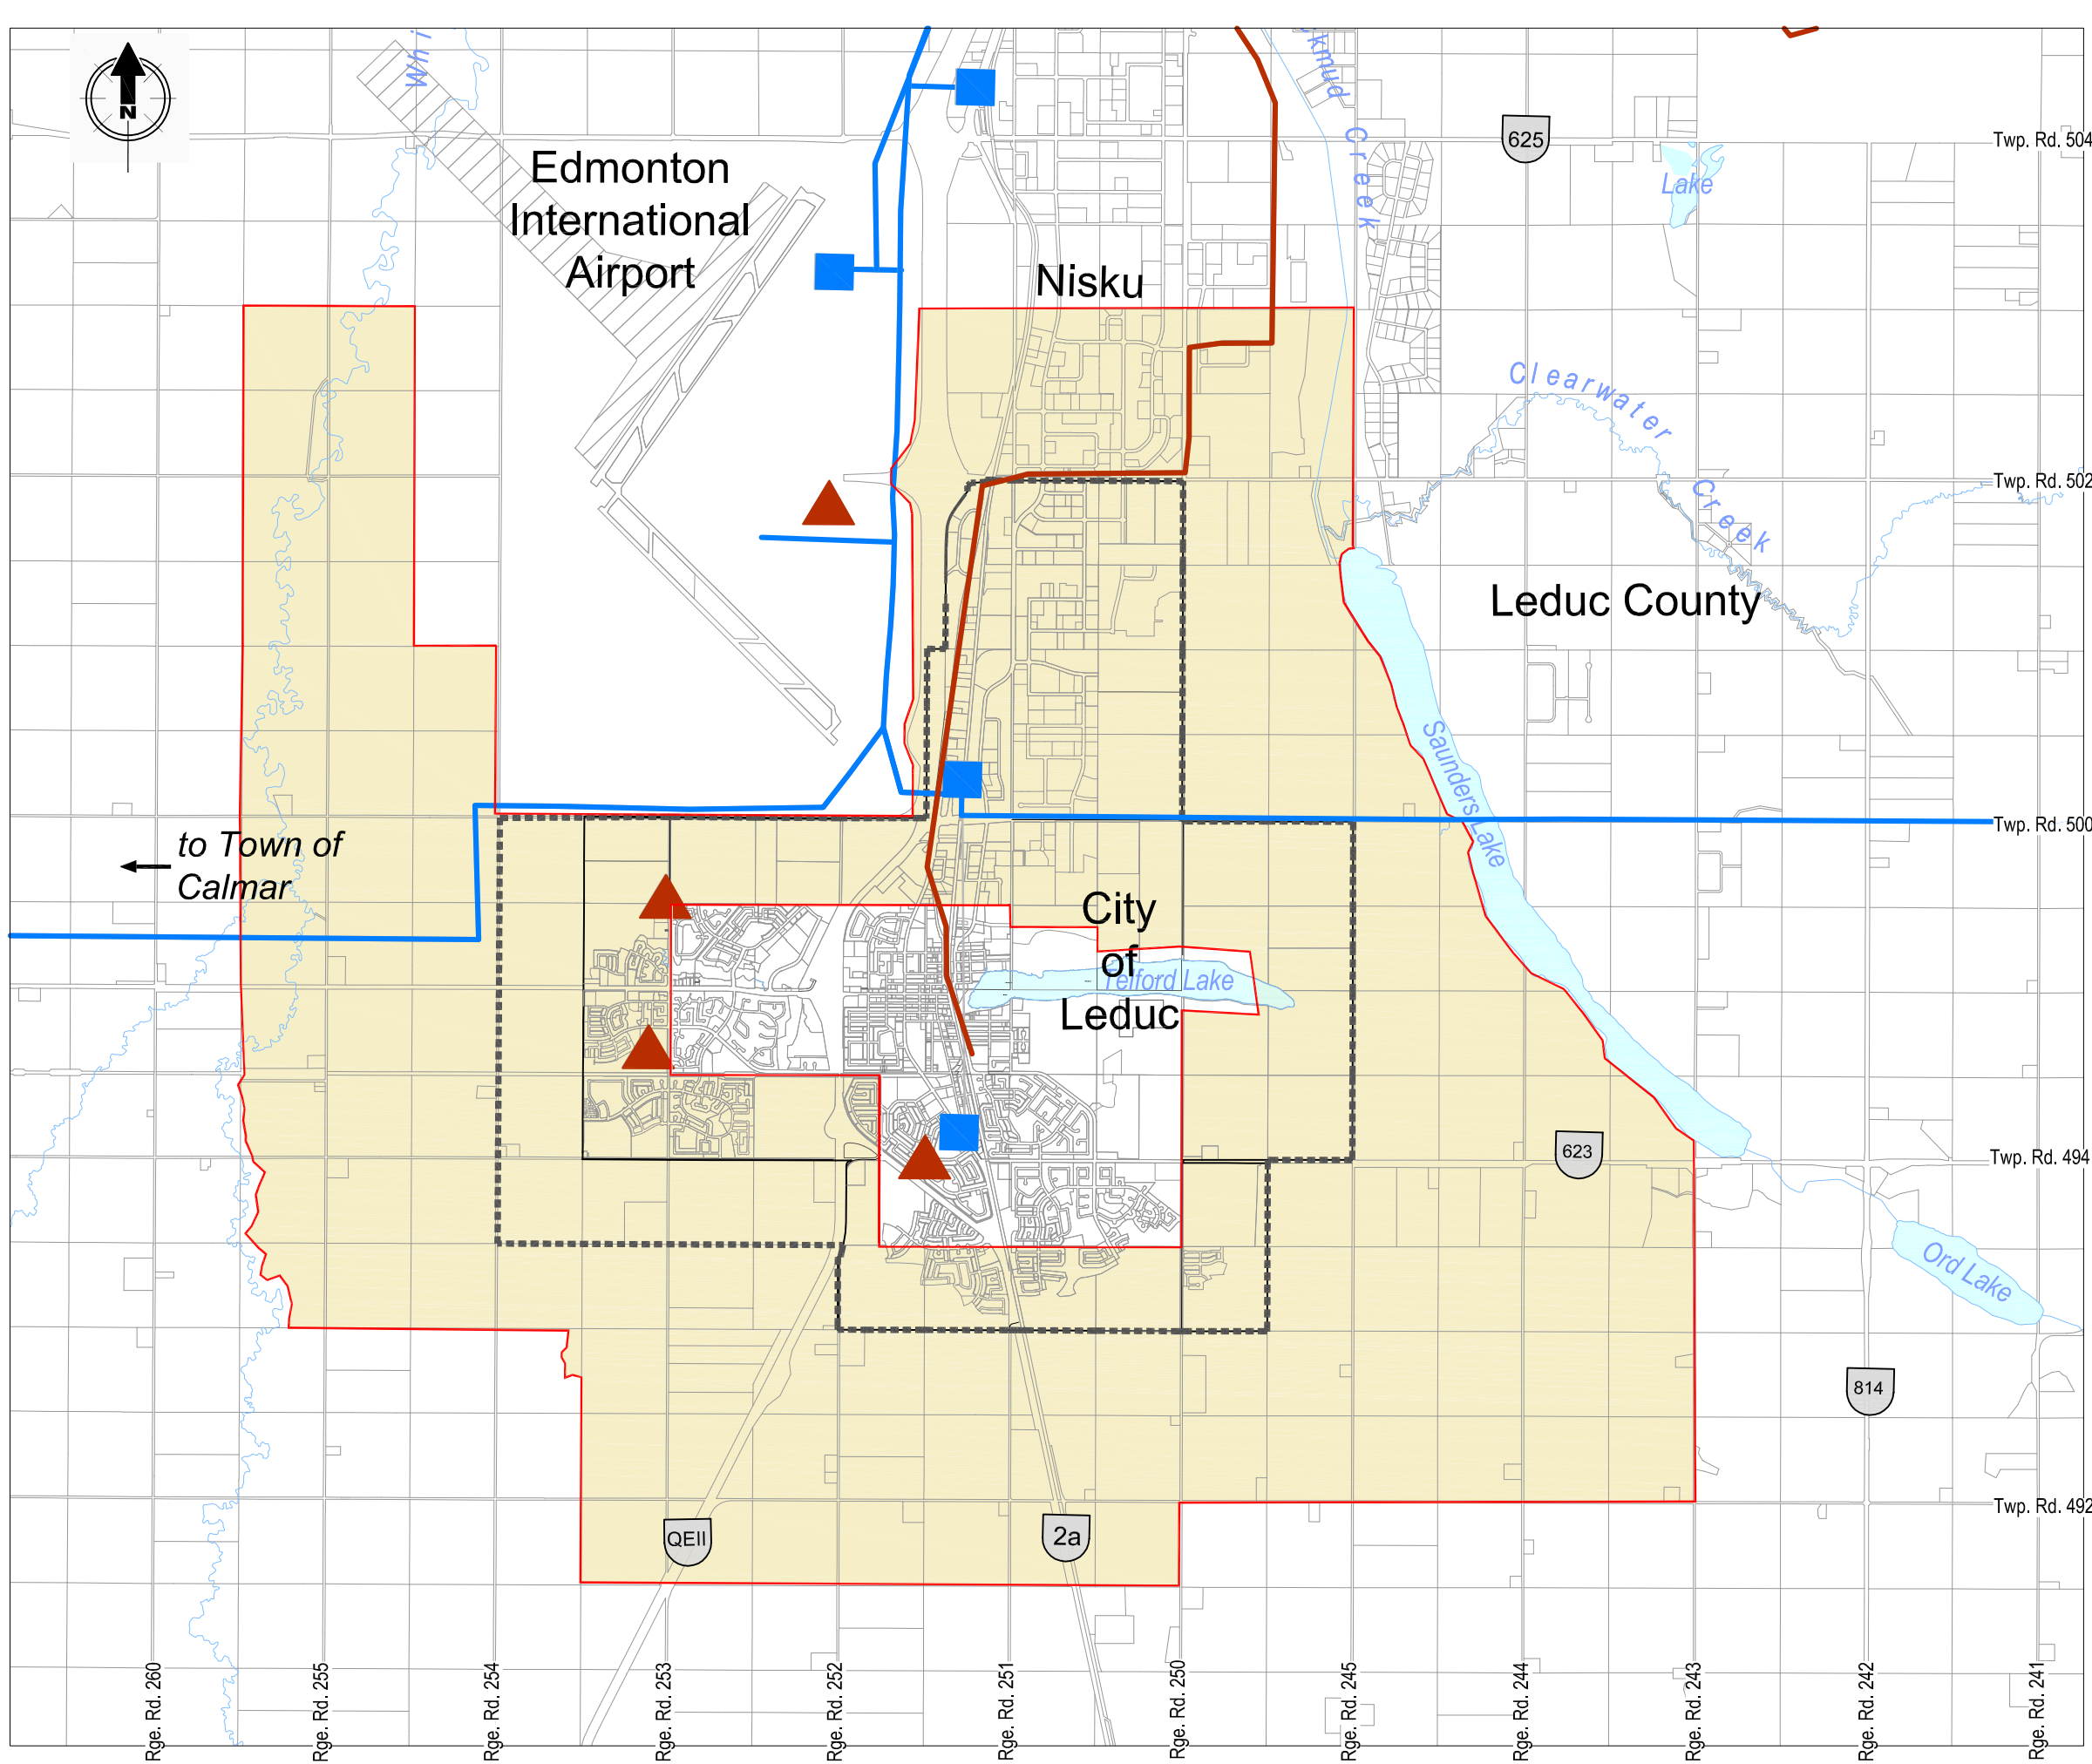 N
Whi
ckmud
Creek
625
Twp. Rd. 504
Lake
Edmonton
International
Airport
Nisku
Clearwater
Creek
Twp. Rd. 502
Leduc County
Saunders Lake
Twp. Rd. 500
to Town of
Calmar
City
of
Leduc
Telford Lake
623
Twp. Rd. 494
Ord Lake
814
QEII
2a
Twp. Rd. 492
Rge. Rd. 260
Rge. Rd. 255
Rge. Rd. 254
Rge. Rd. 253
Rge. Rd. 252
Rge. Rd. 251
Rge. Rd. 250
Rge. Rd. 245
Rge. Rd. 244
Rge. Rd. 243
Rge. Rd. 242
Rge. Rd. 241